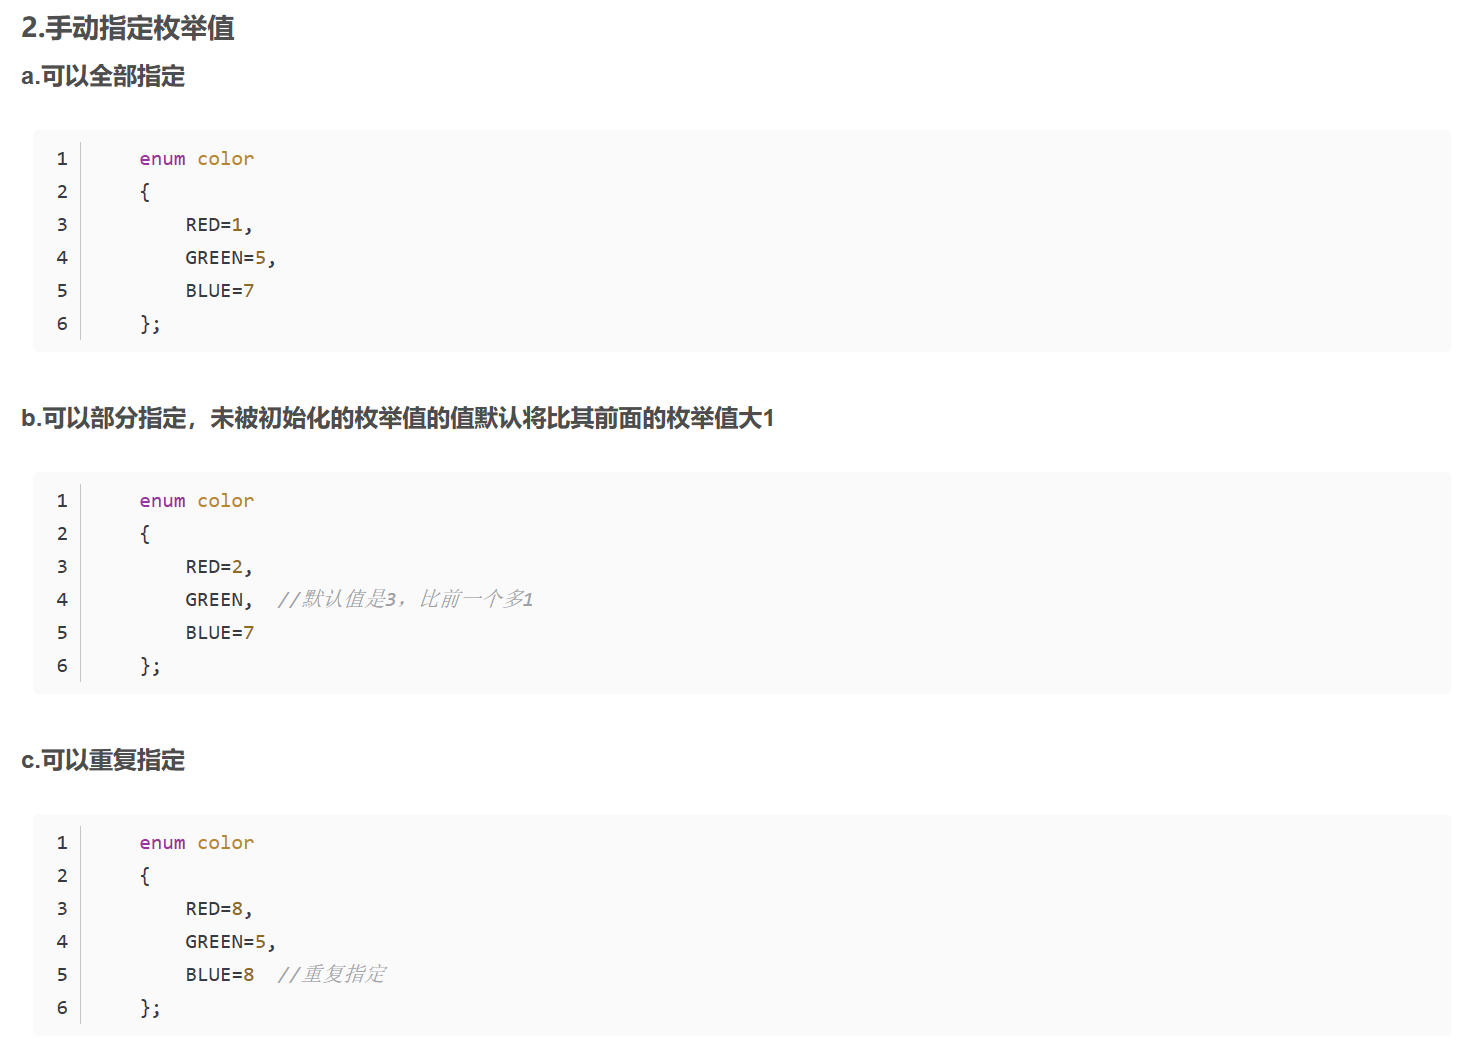 2.手动指定枚举值
a.可以全部指定
1 enum color
2 {
3 RED=1,
4 GREEN=5,
5 BLUE=7
6 };
b.可以部分指定，未被初始化的枚举值的值默认将比其前面的枚举值大1
1 enum color
2 {
3 RED=2,
4 GREEN, //默认值是3，比前一个多1
5 BLUE=7
6 };
c.可以重复指定
1 enum color
2 {
3 RED=8,
4 GREEN=5,
5 BLUE=8 //重复指定
6 };